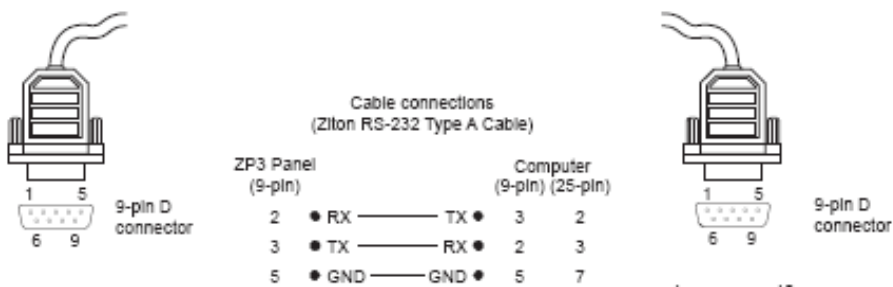 Cable connections
(Ziton RS-232 Type A Cable)
ZP3 Panel
(9-pin)
Computer
(9-pin) (25-pin)
2 RX TX 3 2
3 TX RX 2 3
5 GND GND 5 7
1 5
6 9
9-pin D
connector
1 5
6 9
9-pin D
connector